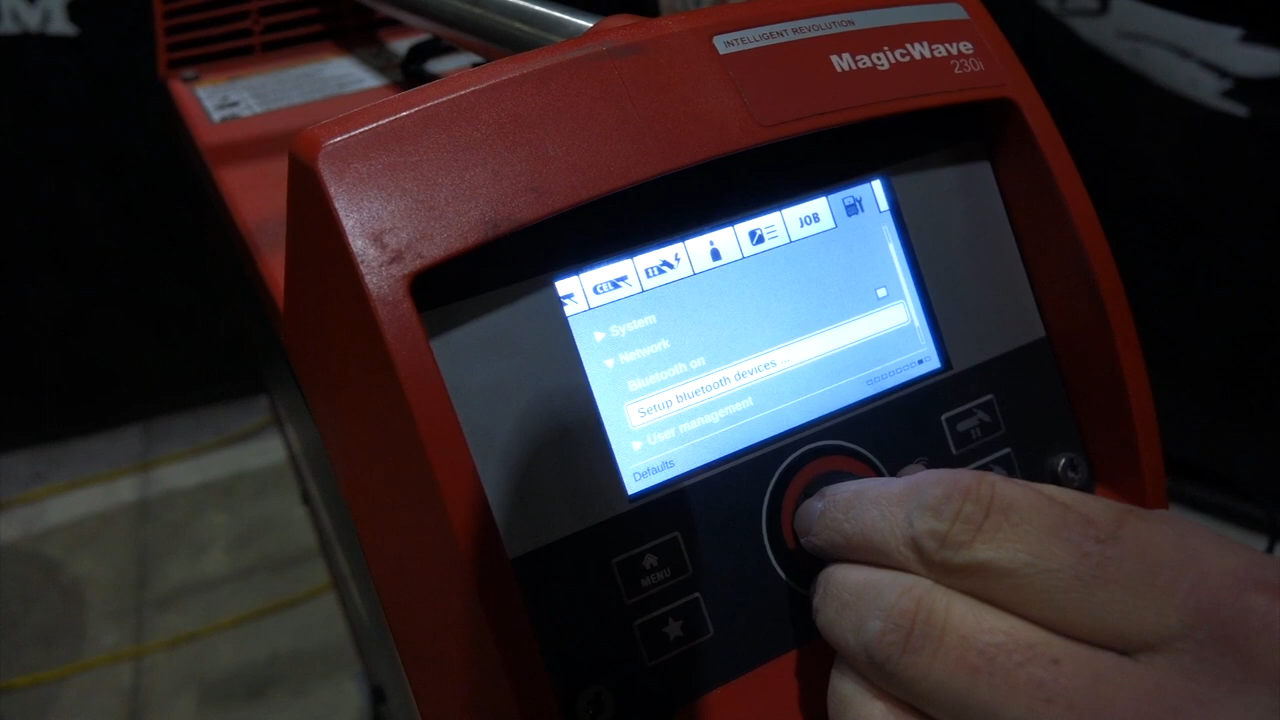 M
INTELLIGENT REVOLUTION
MagicWave
230i
CEL
JOB
System
Network
Bluetooth on
Setup bluetooth devices ...
User management
Defaults
MENU